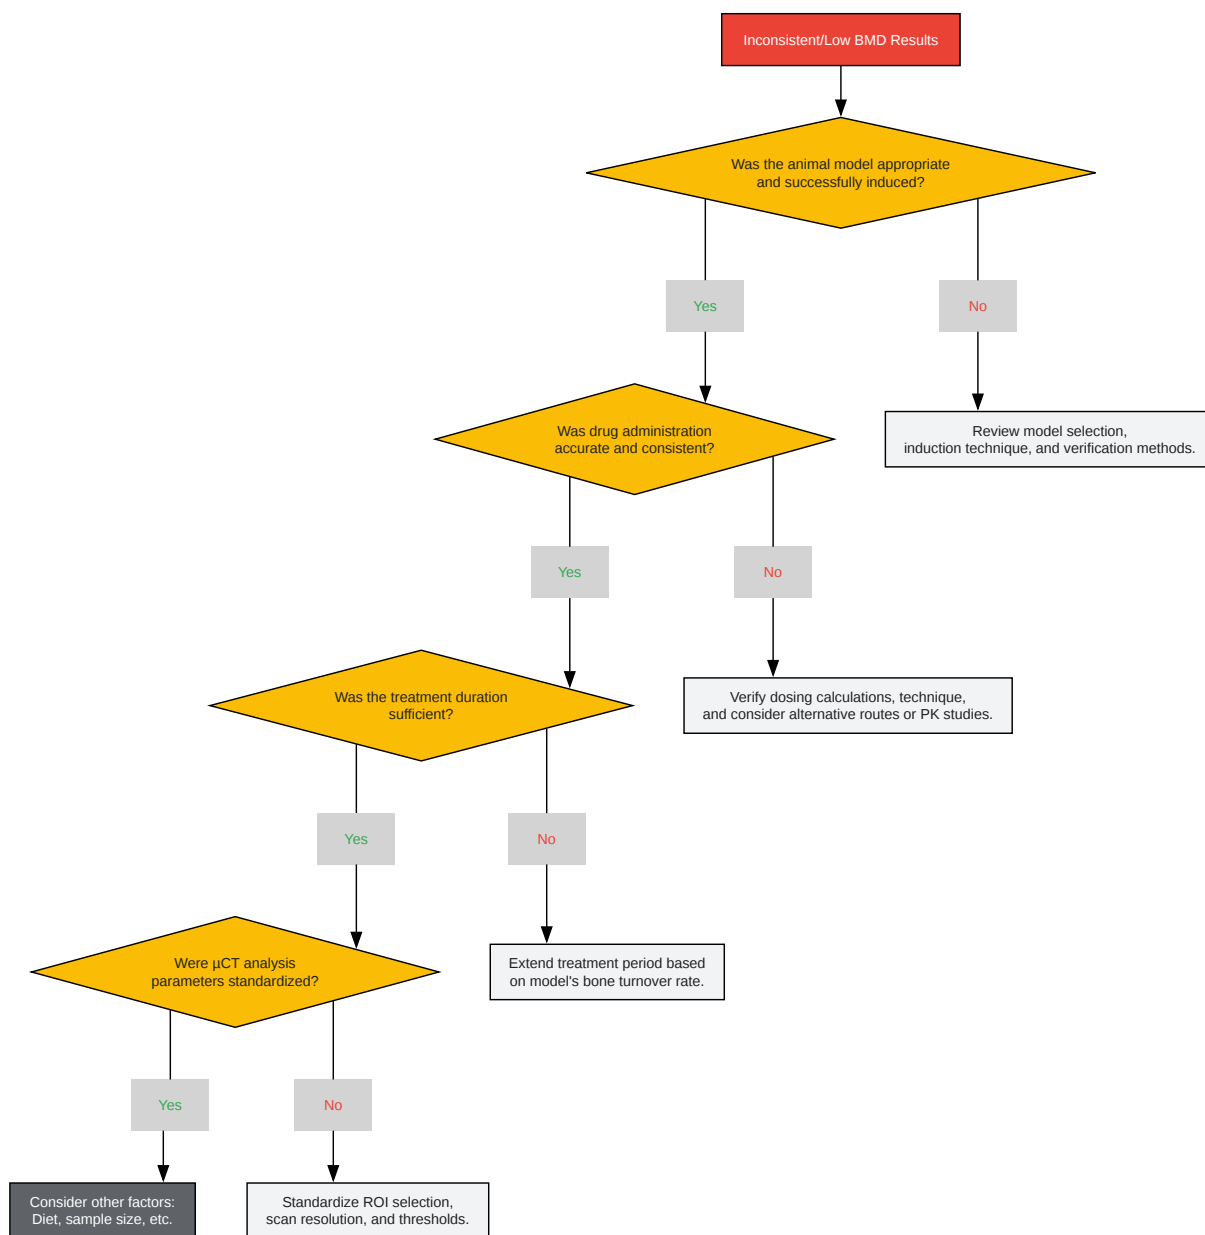 Inconsistent/Low BMD Results
Was the animal model appropriate
and successfully induced?
Yes
No
Was drug administration
accurate and consistent?
Review model selection,
induction technique, and verification methods.
Yes
No
Was the treatment duration
sufficient?
Verify dosing calculations, technique,
and consider alternative routes or PK studies.
Yes
No
Were µCT analysis
parameters standardized?
Extend treatment period based
on model's bone turnover rate.
Yes
No
Consider other factors:
Diet, sample size, etc.
Standardize ROI selection,
scan resolution, and thresholds.